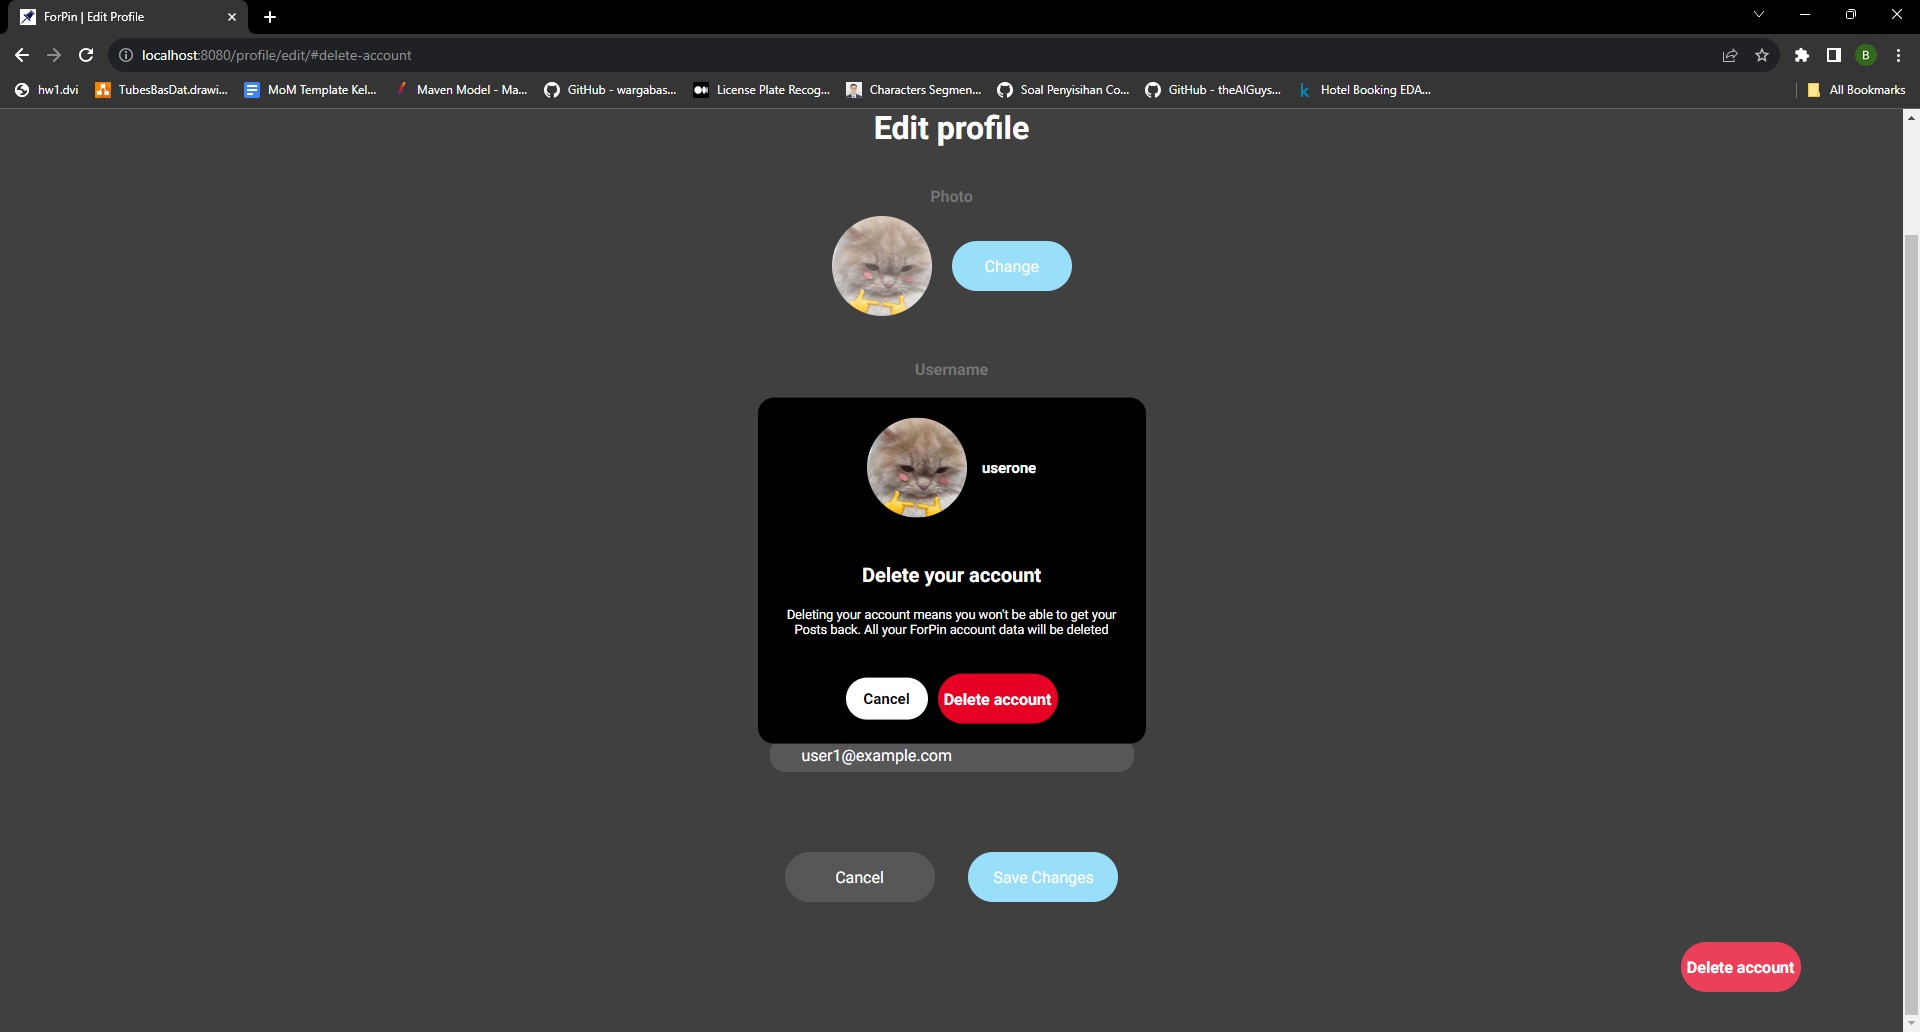 ForPin | Edit Profile
localhost:8080/profile/edit/#delete-account
B
hw1.dvi
TubesBasDat.drawi...
MoM Template Kel...
Maven Model - Ma...
GitHub - wargabas...
License Plate Recog...
Characters Segmen...
Soal Penyisihan Co...
GitHub - theAIGuys...
k
Hotel Booking EDA...
All Bookmarks
Edit profile
Photo
Change
Username
userone
Delete your account
Deleting your account means you won't be able to get your
Posts back. All your ForPin account data will be deleted
Cancel
Delete account
user1@example.com
Cancel
Save Changes
Delete account